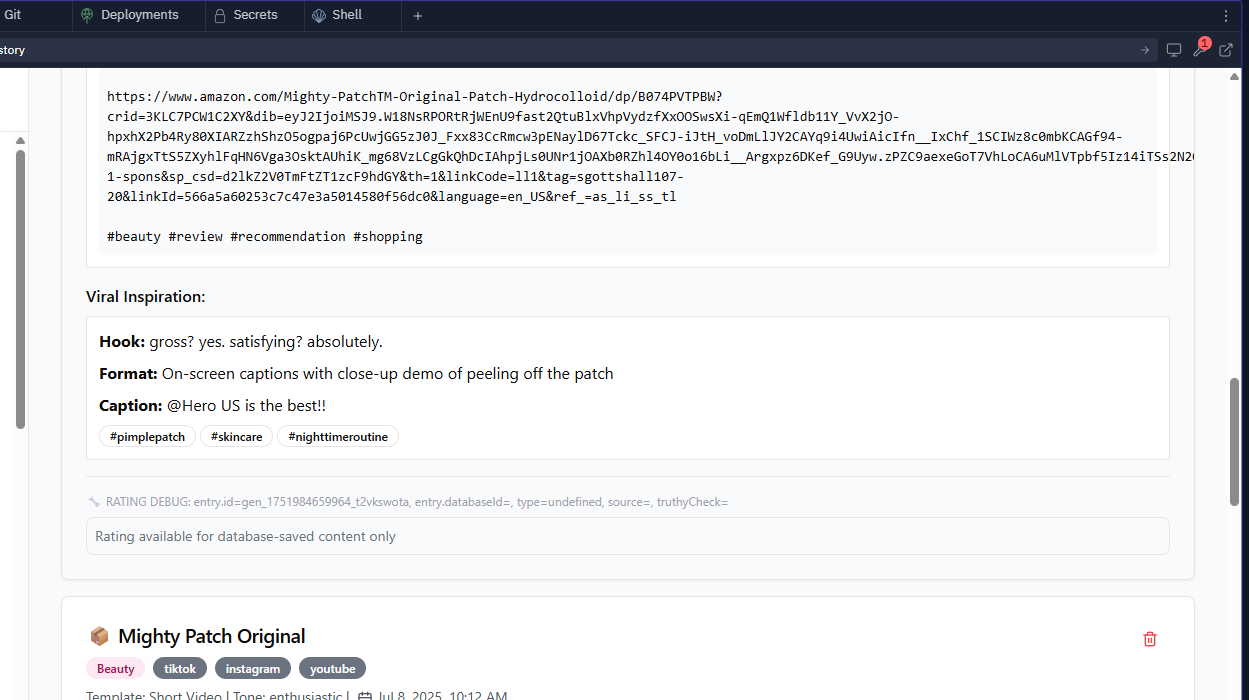 Git
Deployments
Secrets
Shell
+
story
1
https://www.amazon.com/Mighty-PatchTM-Original-Patch-Hydrocolloid/dp/B074PVTPBW?
crid=3KLC7PCW1C2XY&dib=eyJ2IjoiMSJ9.W18NsRPORtRjWEnU9fast2QtuBlxVhpVydzfXxOOSwsXi-qEmQ1Wfldb11Y_VvX2jO-
hpxhX2Pb4Ry80XIARZzhShzO5ogpaj6PcUwjGG5zJ0J_Fxx83CcRmcw3pENaylD67Tckc_SFCJ-iJtH_voDmLlJY2CAYq9i4UwiAicIfn__IxChf_1SCIWz8c0mbKCAGf94-
mRAjgxTtS5ZXyhlFqHN6Vga3OsktAUhiK_mg68VzLCgGkQhDcIAhpjLs0UNr1jOAXb0RZhl4OY0o16bLi__Argxpz6DKef_G9Uyw.zPZC9aexeGoT7VhLoCA6uMlVTpbf5Iz14iTSs2N2
1-spons&sp_csd=d2lkZ2V0TmFtZT1zcF9hdGY&th=1&linkCode=ll1&tag=sgottshall107-
20&linkId=566a5a60253c7c47e3a5014580f56dc0&language=en_US&ref_=as_li_ss_tl
#beauty #review #recommendation #shopping
Viral Inspiration:
Hook: gross? yes. satisfying? absolutely.
Format: On-screen captions with close-up demo of peeling off the patch
Caption: @Hero US is the best!!
#pimplepatch #skincare #nighttimeroutine
RATING DEBUG: entry.id=gen_1751984659964_t2vkswota, entry.databaseId=, type=undefined, source=, truthyCheck=
Rating available for database-saved content only
Mighty Patch Original
Beauty tiktok instagram youtube
Template: Short Video | Tone: enthusiastic | Jul 8, 2025, 10:12 AM